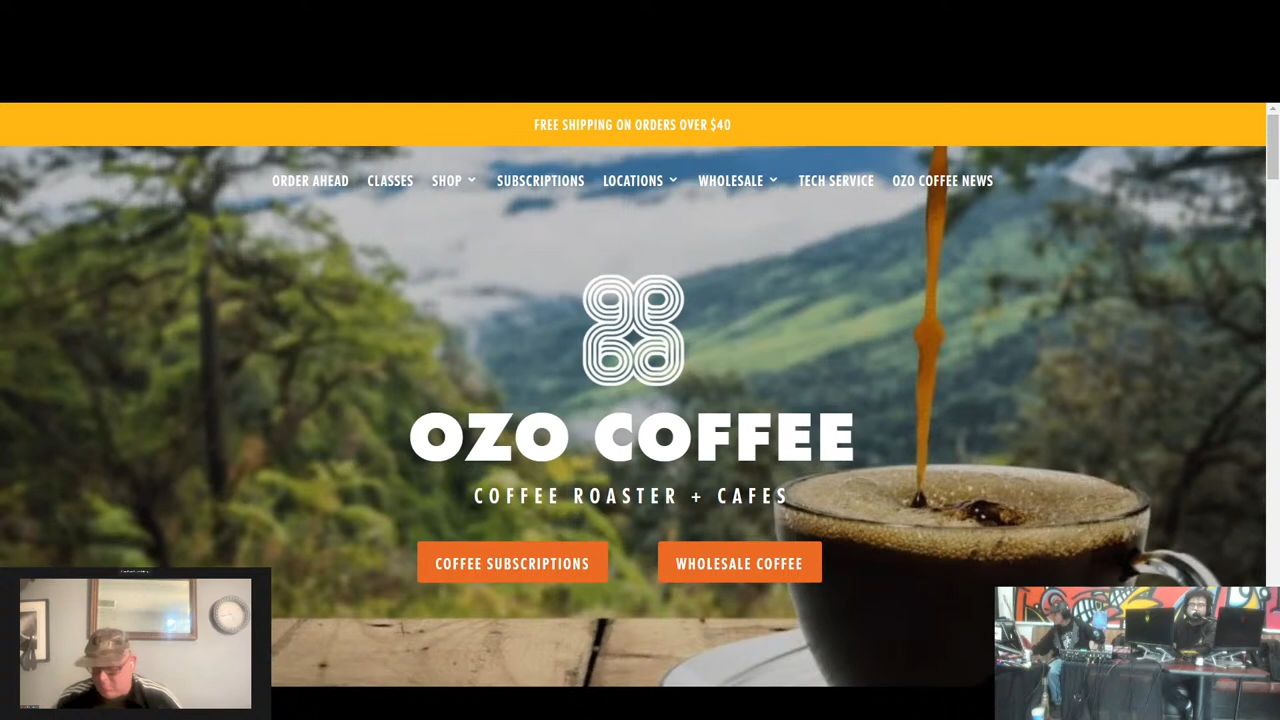 FREE SHIPPING ON ORDERS OVER $40
ORDER AHEAD CLASSES SHOP SUBSCRIPTIONS LOCATIONS WHOLESALE TECH SERVICE OZO COFFEE NEWS
OZO COFFEE
COFFEE ROASTER + CAFES
COFFEE SUBSCRIPTIONS WHOLESALE COFFEE